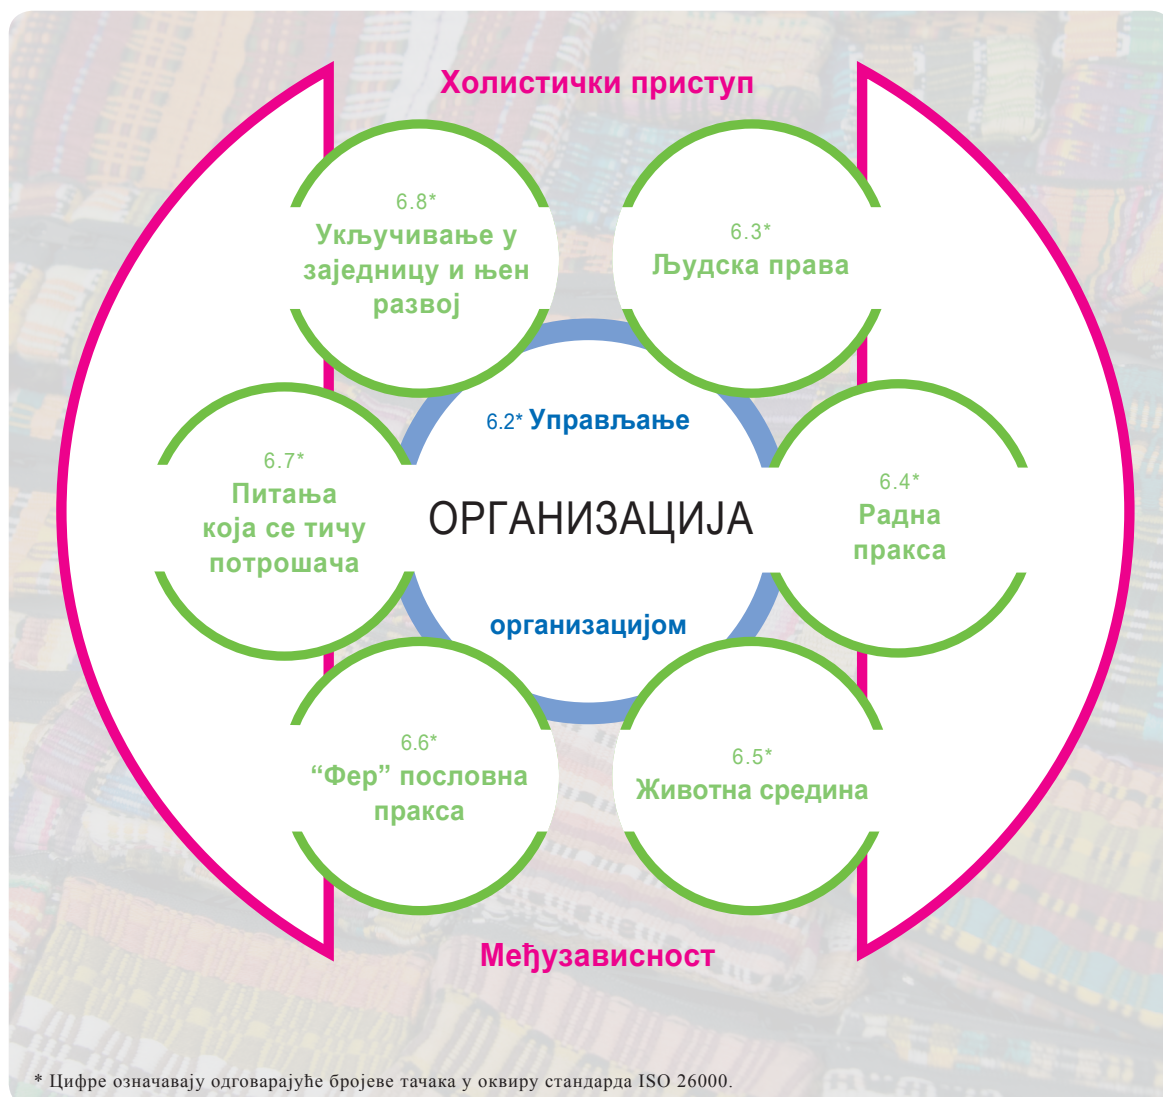 Холистички приступ
6.8*
Укључивање у
заједницу и њен
развој
6.3*
Људска права
6.2* Управљање
6.7*
Питања
која се тичу
потрошача
ОРГАНИЗАЦИЈА
6.4*
Радна
пракса
организацијом
6.6*
“Фер” пословна
пракса
6.5*
Животна средина
Међузависност
* Цифре означавају одговарајуће бројеве тачака у оквиру стандарда ISO 26000.